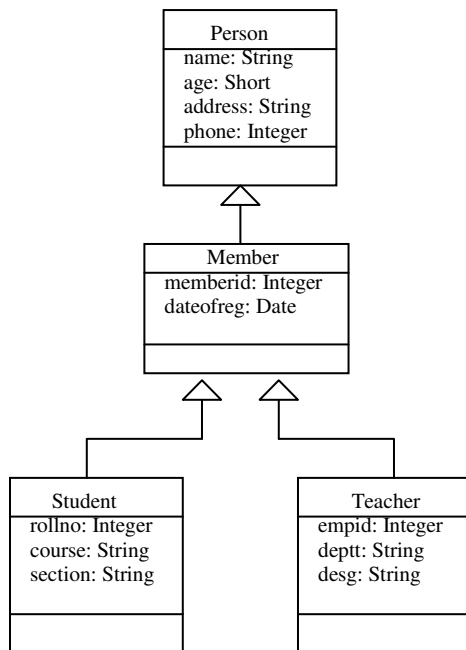 Person
name: String
age: Short
address: String
phone: Integer
Member
memberid: Integer
dateofreg: Date
Student
rollno: Integer
course: String
section: String
Teacher
empid: Integer
deptt: String
desg: String